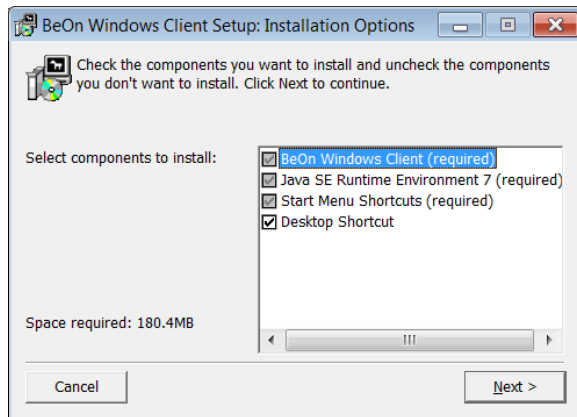 BeOn Windows Client Setup: Installation Options
Check the components you want to install and uncheck the components
you don't want to install. Click Next to continue.
Select components to install:
BeOn Windows Client (required)
Java SE Runtime Environment 7 (required)
Start Menu Shortcuts (required)
Desktop Shortcut
Space required: 180.4MB
Cancel
Next >